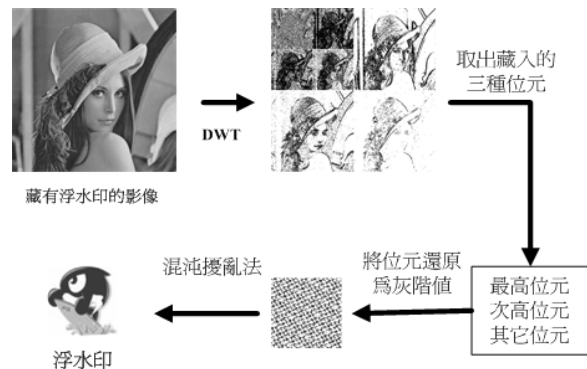 取出藏入的
三種位元
DWT
藏有浮水印的影像
混沌擾亂法
將位元還原
為灰階值
最高位元
次高位元
其它位元
浮水印